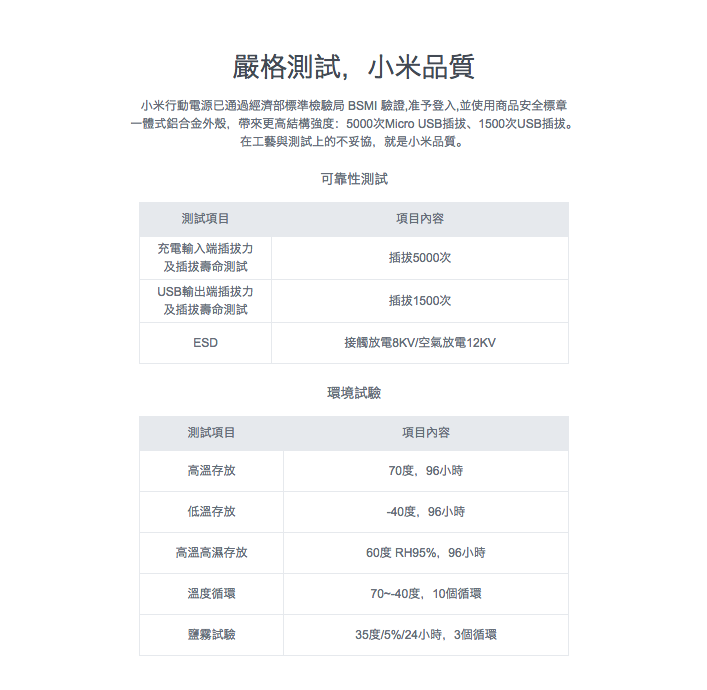 嚴格測試，小米品質
小米行動電源已通過經濟部標準檢驗局 BSMI 驗證,准予登入,並使用商品安全標章
一體式鋁合金外殼，帶來更高結構強度：5000次Micro USB插拔、1500次USB插拔。
在工藝與測試上的不妥協，就是小米品質。
可靠性測試
測試項目 項目內容
充電輸入端插拔力
及插拔壽命測試
插拔5000次
USB輸出端插拔力
及插拔壽命測試
插拔1500次
ESD 接觸放電8KV/空氣放電12KV
環境試驗
測試項目 項目內容
高溫存放 70度，96小時
低溫存放 -40度，96小時
高溫高濕存放 60度 RH95%，96小時
溫度循環 70~-40度，10個循環
鹽霧試驗 35度/5%/24小時，3個循環